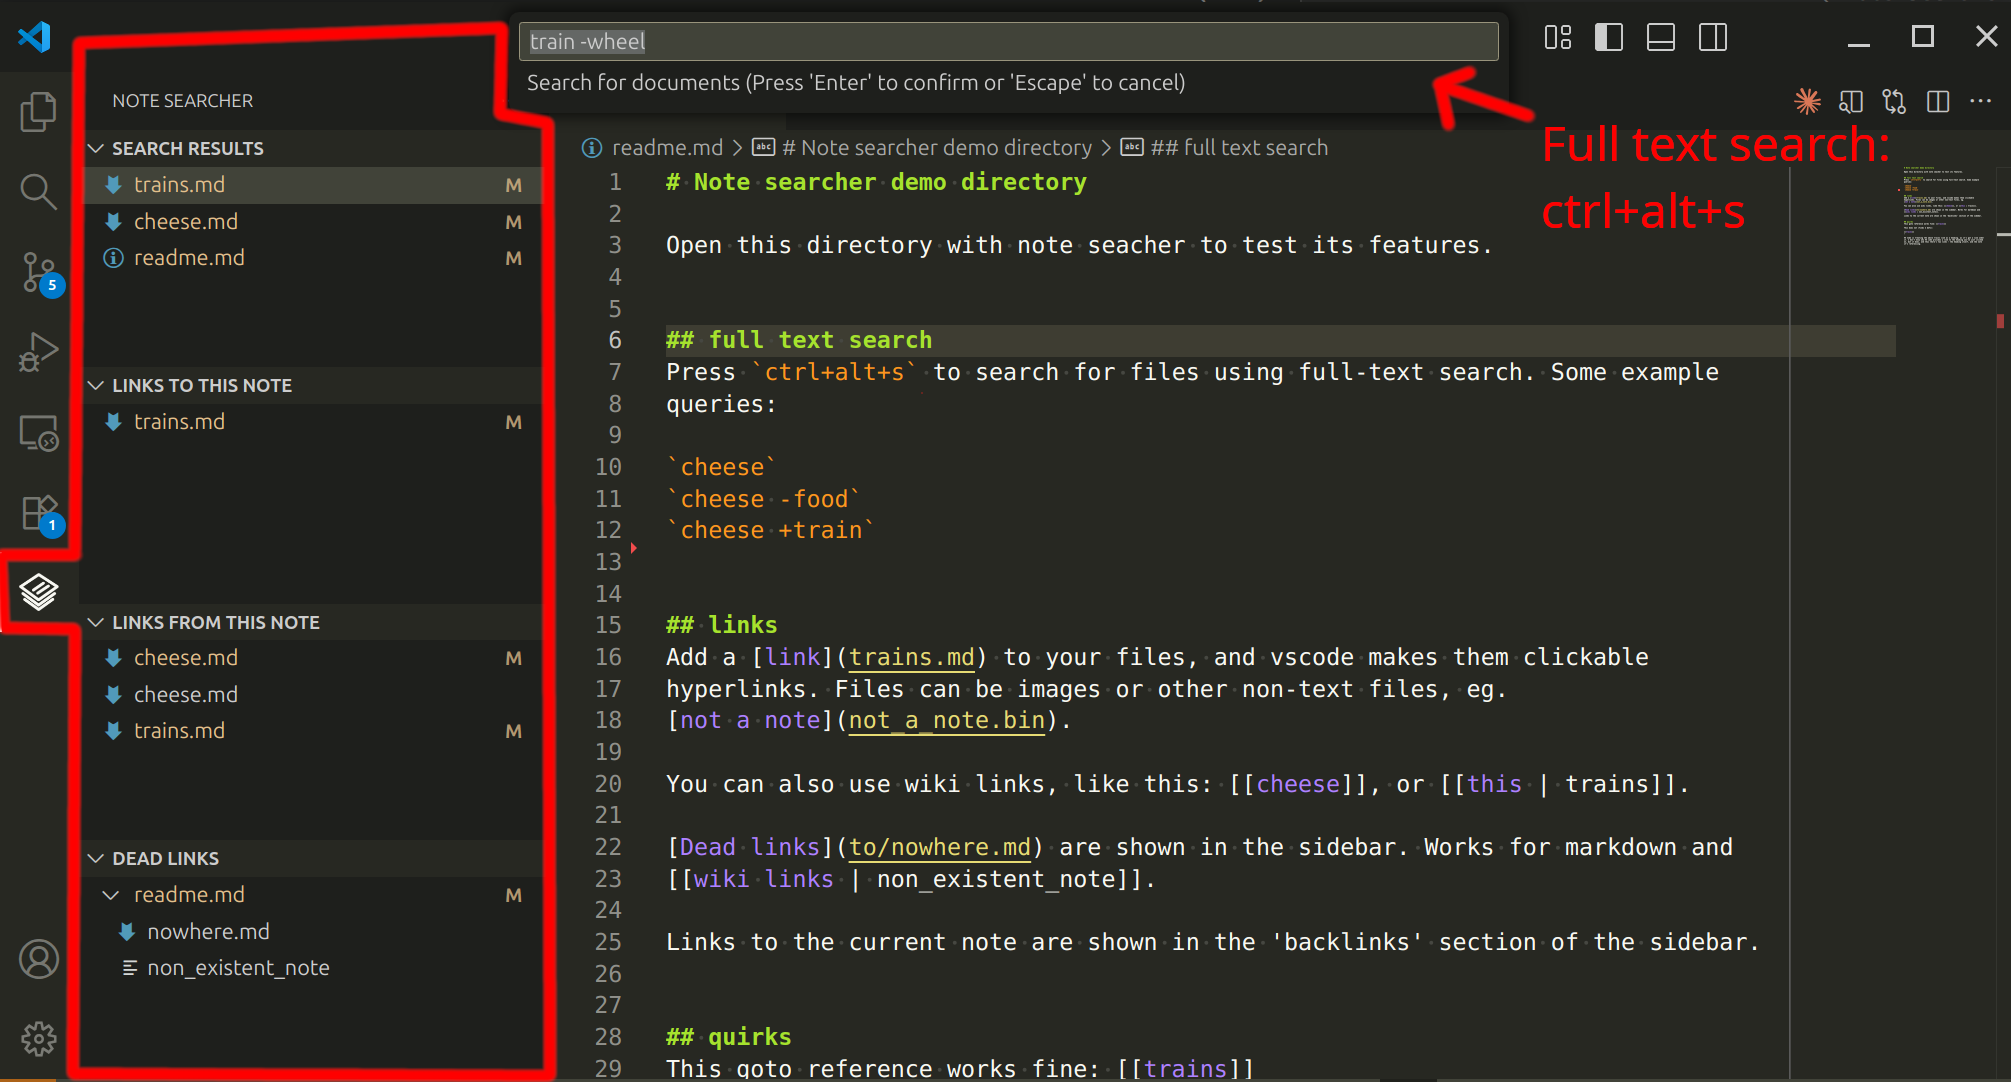 train -wheel
Search for documents (Press 'Enter' to confirm or 'Escape' to cancel)
Full text search:
ctrl+alt+s
NOTE SEARCHER
SEARCH RESULTS
trains.md M
cheese.md M
readme.md M
LINKS TO THIS NOTE
trains.md M
LINKS FROM THIS NOTE
cheese.md M
cheese.md
trains.md M
DEAD LINKS
readme.md M
nowhere.md
non_existent_note
5
1
readme.md > # Note searcher demo directory > ## full text search
1 # Note searcher demo directory
2
3 Open this directory with note seacher to test its features.
4
5
6 ## full text search
7 Press `ctrl+alt+s` to search for files using full-text search. Some example
8 queries:
9
10 `cheese`
11 `cheese -food`
12 `cheese +train`
13
14
15 ## links
16 Add a [link](trains.md) to your files, and vscode makes them clickable
17 hyperlinks. Files can be images or other non-text files, eg.
18 [not a note](not_a_note.bin).
19
20 You can also use wiki links, like this: [[cheese]], or [[this | trains]].
21
22 [Dead links](to/nowhere.md) are shown in the sidebar. Works for markdown and
23 [[wiki links | non_existent_note]].
24
25 Links to the current note are shown in the 'backlinks' section of the sidebar.
26
27
28 ## quirks
29 This goto reference works fine: [[trains]]